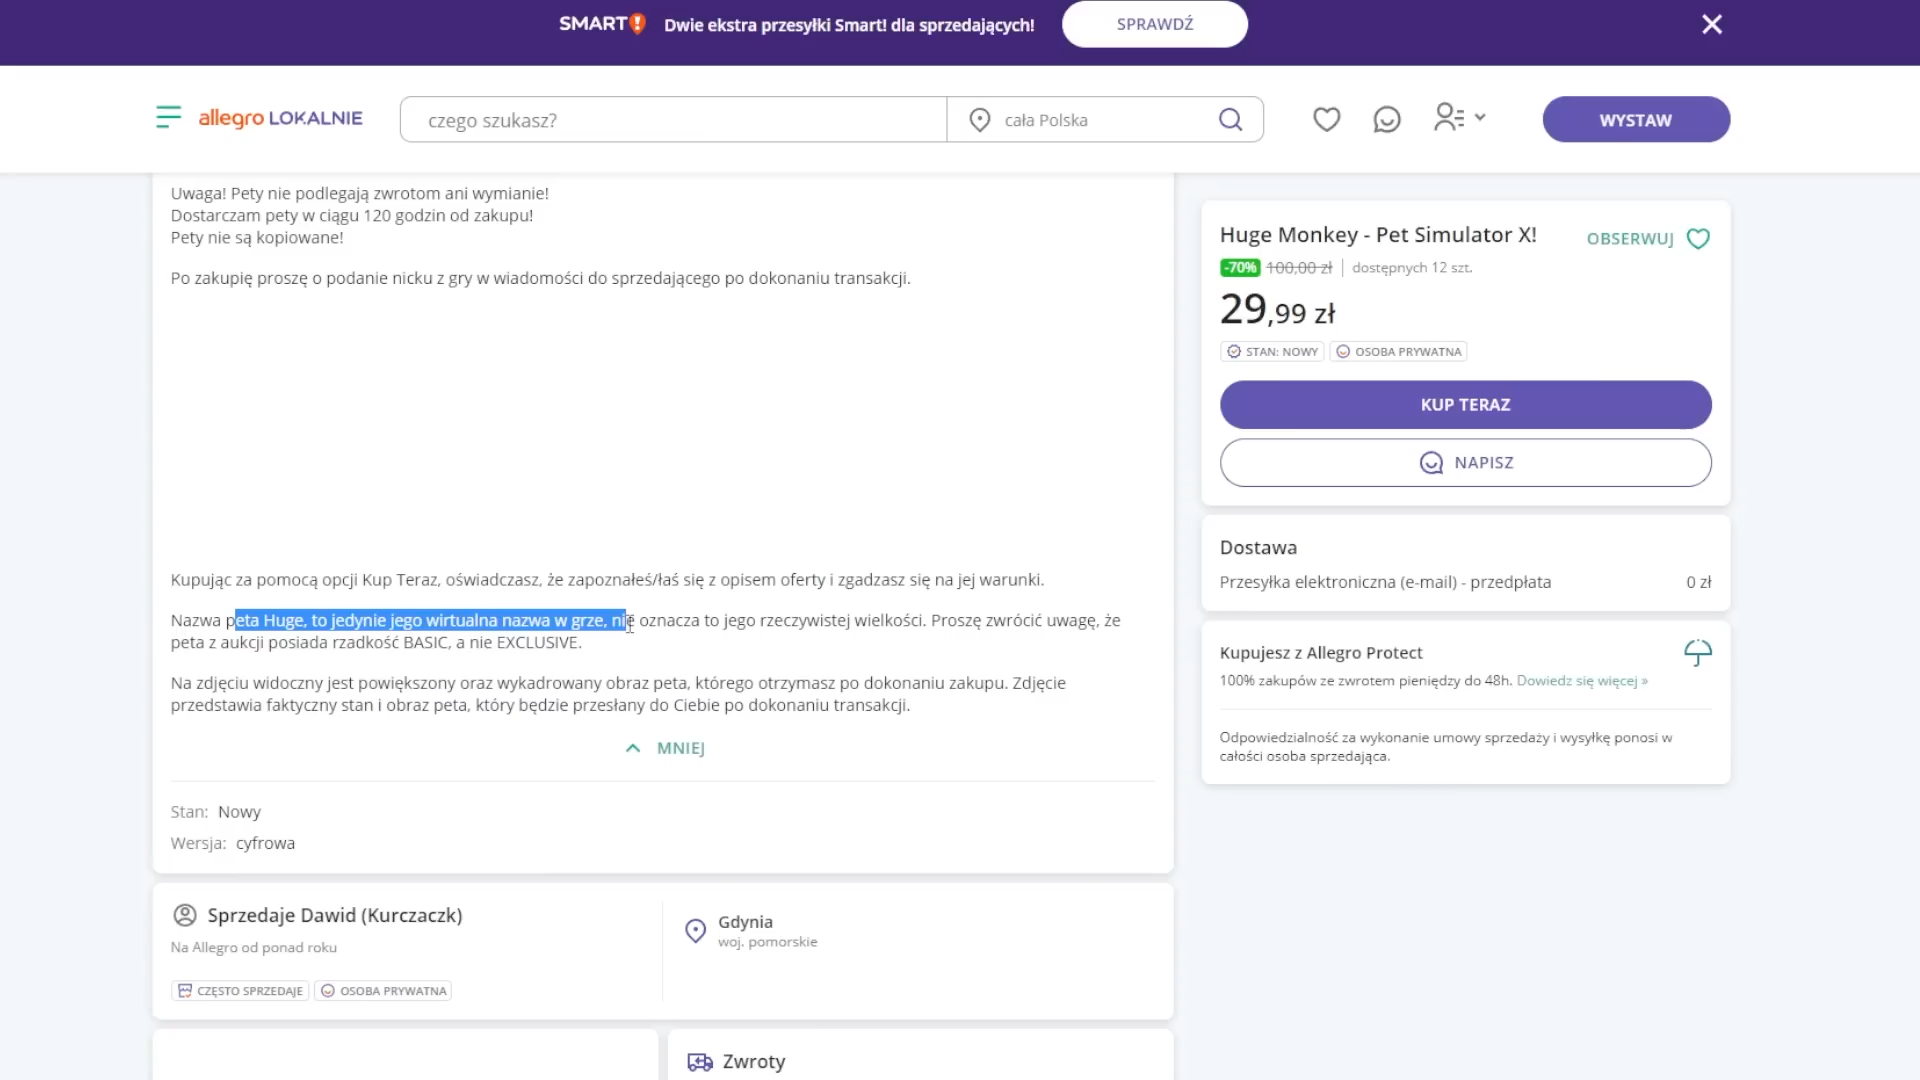 SMART! Dwie ekstra przesyłki Smart! dla sprzedających! SPRAWDŹ
allegro LOKALNIE
czego szukasz?
cała Polska
WYSTAW
Uwaga! Pety nie podlegają zwrotom ani wymianie!
Dostarczam pety w ciągu 120 godzin od zakupu!
Pety nie są kopiowane!
Po zakupię proszę o podanie nicku z gry w wiadomości do sprzedającego po dokonaniu transakcji.
Kupując za pomocą opcji Kup Teraz, oświadczasz, że zapoznałeś/łaś się z opisem oferty i zgadzasz się na jej warunki.
Nazwa peta Huge, to jedynie jego wirtualna nazwa w grze, nie oznacza to jego rzeczywistej wielkości. Proszę zwrócić uwagę, że
peta z aukcji posiada rzadkość BASIC, a nie EXCLUSIVE.
Na zdjęciu widoczny jest powiększony oraz wykadrowany obraz peta, którego otrzymasz po dokonaniu zakupu. Zdjęcie
przedstawia faktyczny stan i obraz peta, który będzie przesłany do Ciebie po dokonaniu transakcji.
MNIEJ
Stan: Nowy
Wersja: cyfrowa
Sprzedaje Dawid (Kurczaczk)
Na Allegro od ponad roku
CZĘSTO SPRZEDAJE
OSOBA PRYWATNA
Gdynia
woj. pomorskie
Zwroty
Huge Monkey - Pet Simulator X!
OBSERWUJ
-70% 100,00 zł dostępnych 12 szt.
29,99 zł
STAN: NOWY
OSOBA PRYWATNA
KUP TERAZ
NAPISZ
Dostawa
Przesyłka elektroniczna (e-mail) - przedpłata 0 zł
Kupujesz z Allegro Protect
100% zakupów ze zwrotem pieniędzy do 48h. Dowiedz się więcej »
Odpowiedzialność za wykonanie umowy sprzedaży i wysyłkę ponosi w
całości osoba sprzedająca.